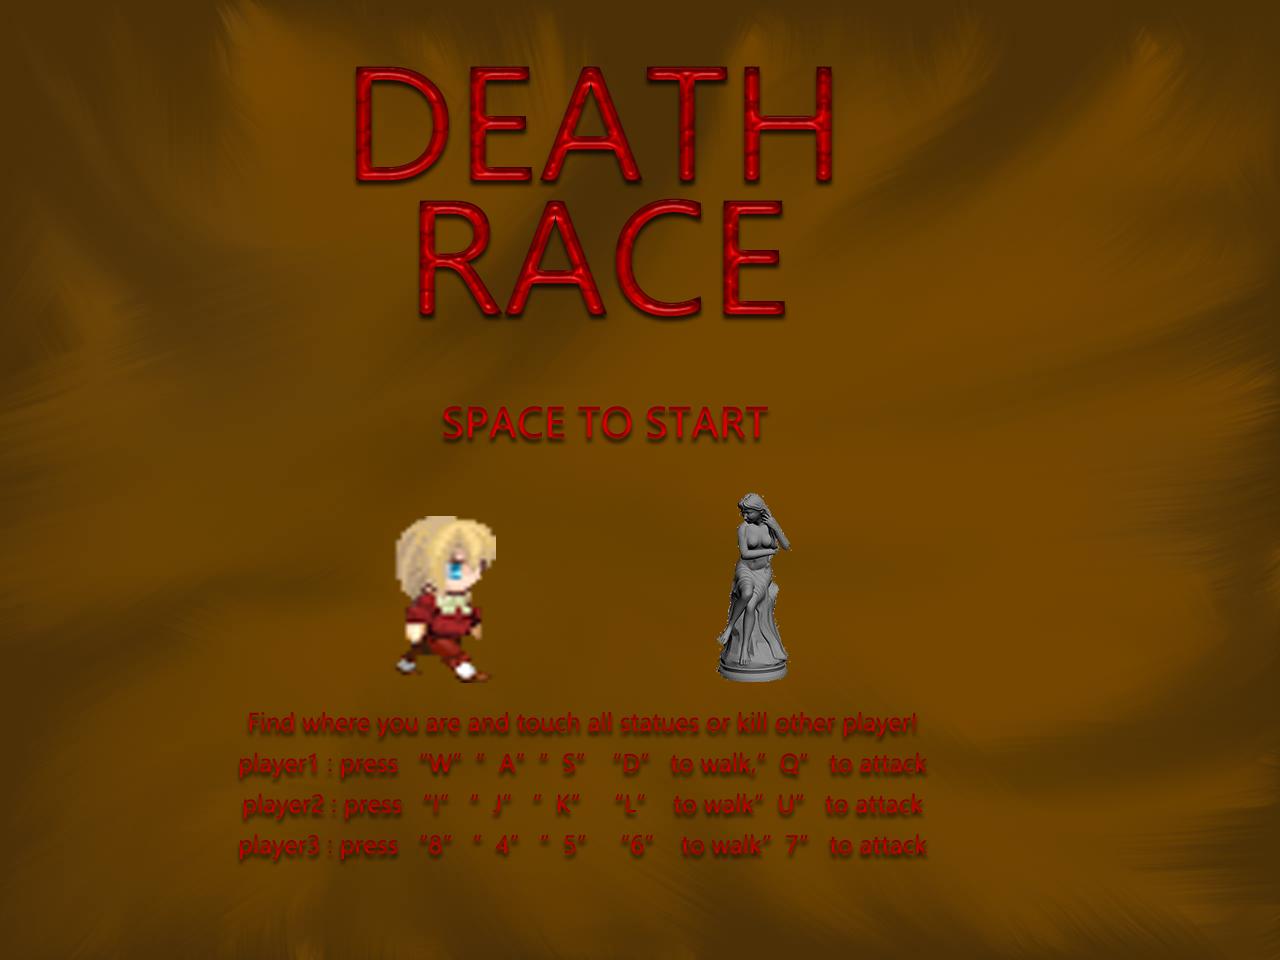 DEATH
RACE
SPACE TO START
Find where you are and touch all statues or kill other player!
player1 : press “W” ” A” ” S” “D” to walk,” Q” to attack
player2 : press “I” ” J” ” K” “L” to walk” U” to attack
player3 : press “8” ” 4” ” 5” “6” to walk” 7” to attack